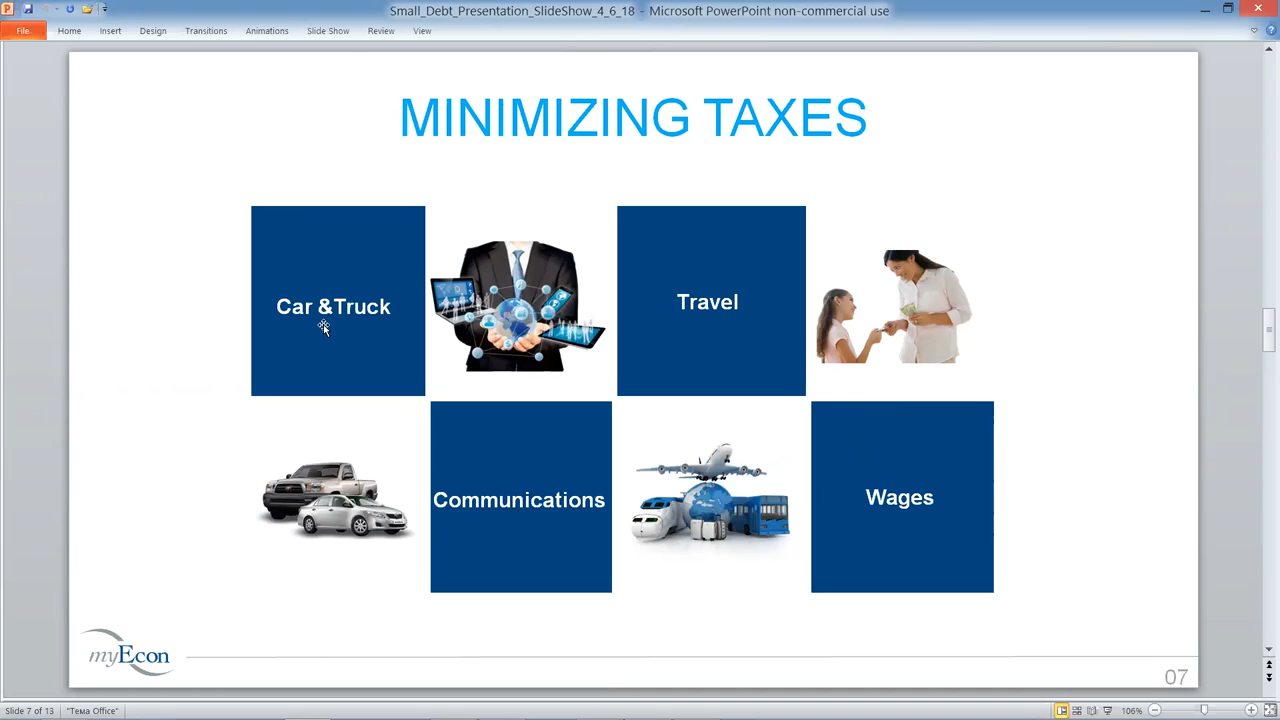 Small_Debt_Presentation_SlideShow_4_6_18 - Microsoft PowerPoint non-commercial use
File Home Insert Design Transitions Animations Slide Show Review View
MINIMIZING TAXES
Car &Truck
Travel
Communications
Wages
myEcon
07
Slide 7 of 13 "Тема Office" 106%